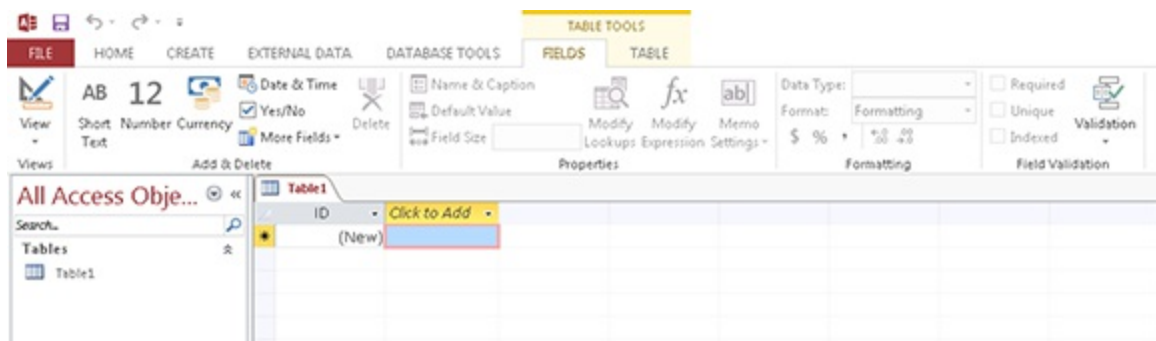 TABLE TOOLS
FILE HOME CREATE EXTERNAL DATA DATABASE TOOLS FIELDS TABLE
View
Views
AB Short Text
12 Number
Currency
Date & Time
Yes/No
More Fields
Delete
Add & Delete
Name & Caption
Default Value
Field Size
Modify Lookups
fx Modify Expression
ab Memo Settings
Properties
Data Type:
Format: Formatting
$ % ,
Formatting
Required
Unique
Indexed
Validation
Field Validation
All Access Obje...
Search...
Tables
Table1
Table1
ID Click to Add
(New)